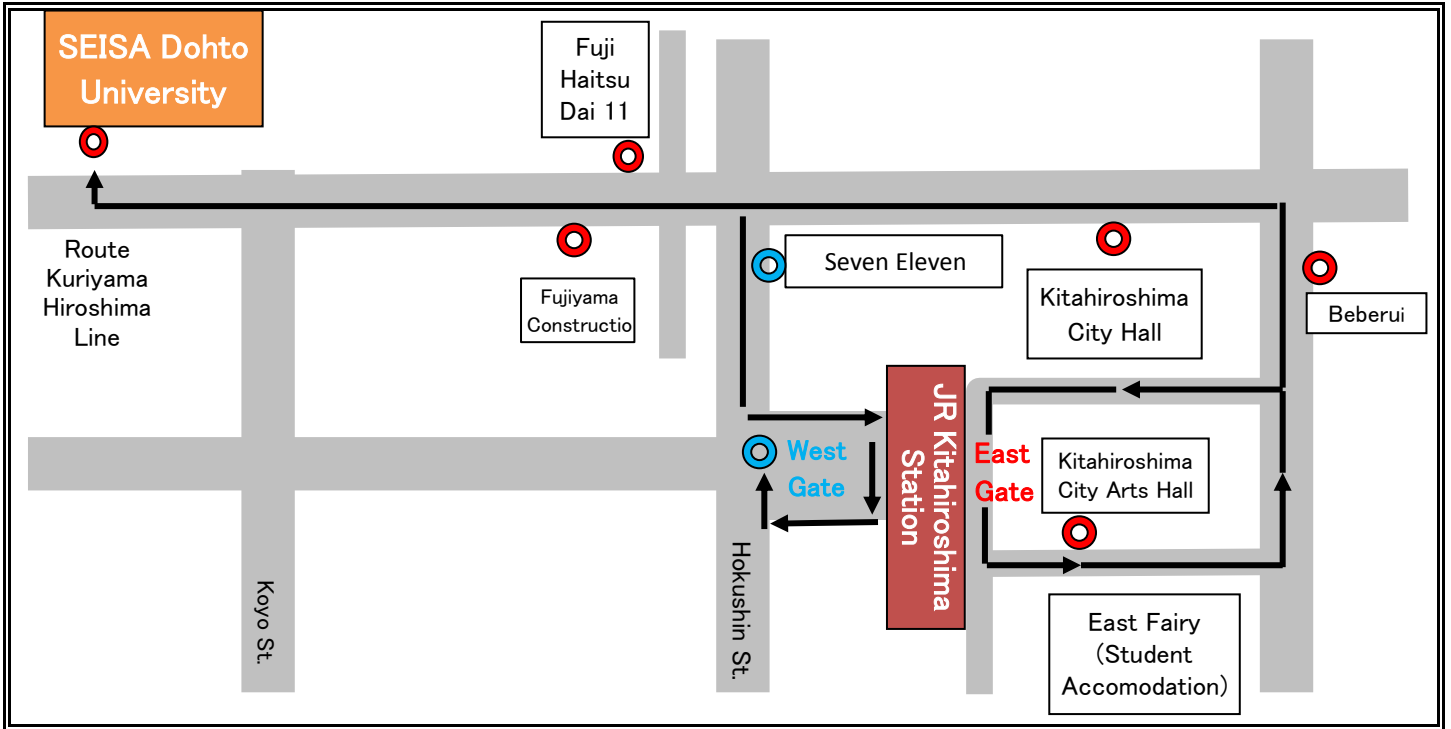 SEISA Dohto
University
Fuji
Haitsu
Dai 11
Route
Kuriyama
Hiroshima
Line
Fujiyama
Constructio
Seven Eleven
Kitahiroshima
City Hall
Beberui
West
Gate
JR Kitahiroshima
Station
East
Gate
Kitahiroshima
City Arts Hall
Koyo St.
Hokushin St.
East Fairy
(Student
Accomodation)